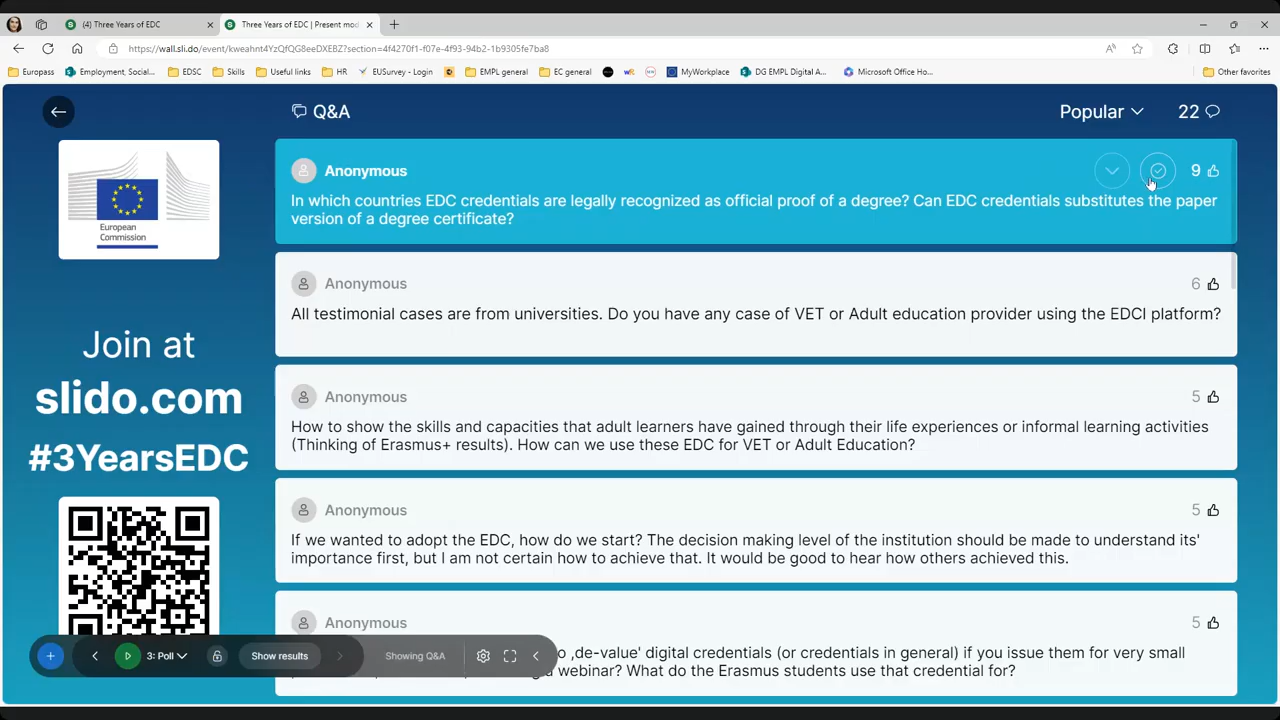 (4) Three Years of EDC
Three Years of EDC | Present mod
https://wall.sli.do/event/kweahnt4YzQfQG8eeDXEBZ?section=4f4270f1-f07e-4f93-94b2-1b9305fe7ba8
Europass
Employment, Social...
EDSC
Skills
Useful links
HR
EUSurvey - Login
EMPL general
EC general
MyWorkplace
DG EMPL Digital A...
Microsoft Office Ho...
Other favorites
Q&A
Popular
22
European
Commission
Join at
slido.com
#3YearsEDC
Anonymous
9
In which countries EDC credentials are legally recognized as official proof of a degree? Can EDC credentials substitutes the paper
version of a degree certificate?
Anonymous
6
All testimonial cases are from universities. Do you have any case of VET or Adult education provider using the EDCI platform?
Anonymous
5
How to show the skills and capacities that adult learners have gained through their life experiences or informal learning activities
(Thinking of Erasmus+ results). How can we use these EDC for VET or Adult Education?
Anonymous
5
If we wanted to adopt the EDC, how do we start? The decision making level of the institution should be made to understand its'
importance first, but I am not certain how to achieve that. It would be good to hear how others achieved this.
Anonymous
5
‚de-value' digital credentials (or credentials in general) if you issue them for very small
a webinar? What do the Erasmus students use that credential for?
3: Poll
Show results
Showing Q&A